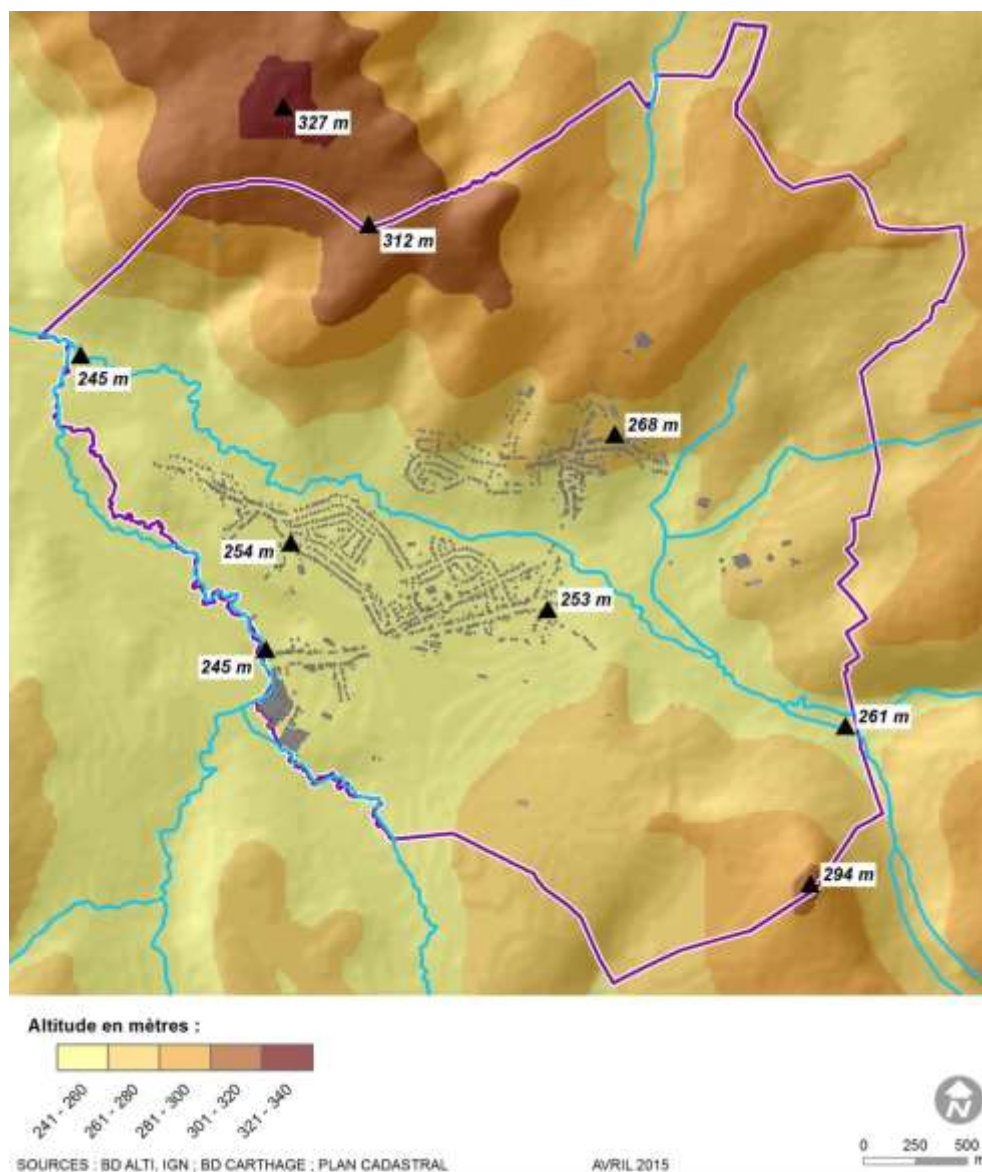 327 m
312 m
245 m
268 m
254 m
253 m
245 m
261 m
294 m
Altitude en mètres :
241 - 260
261 - 280
281 - 300
301 - 320
321 - 340
N
0 250 500
m
SOURCES : BD ALTI, IGN ; BD CARTHAGE ; PLAN CADASTRAL AVRIL 2015